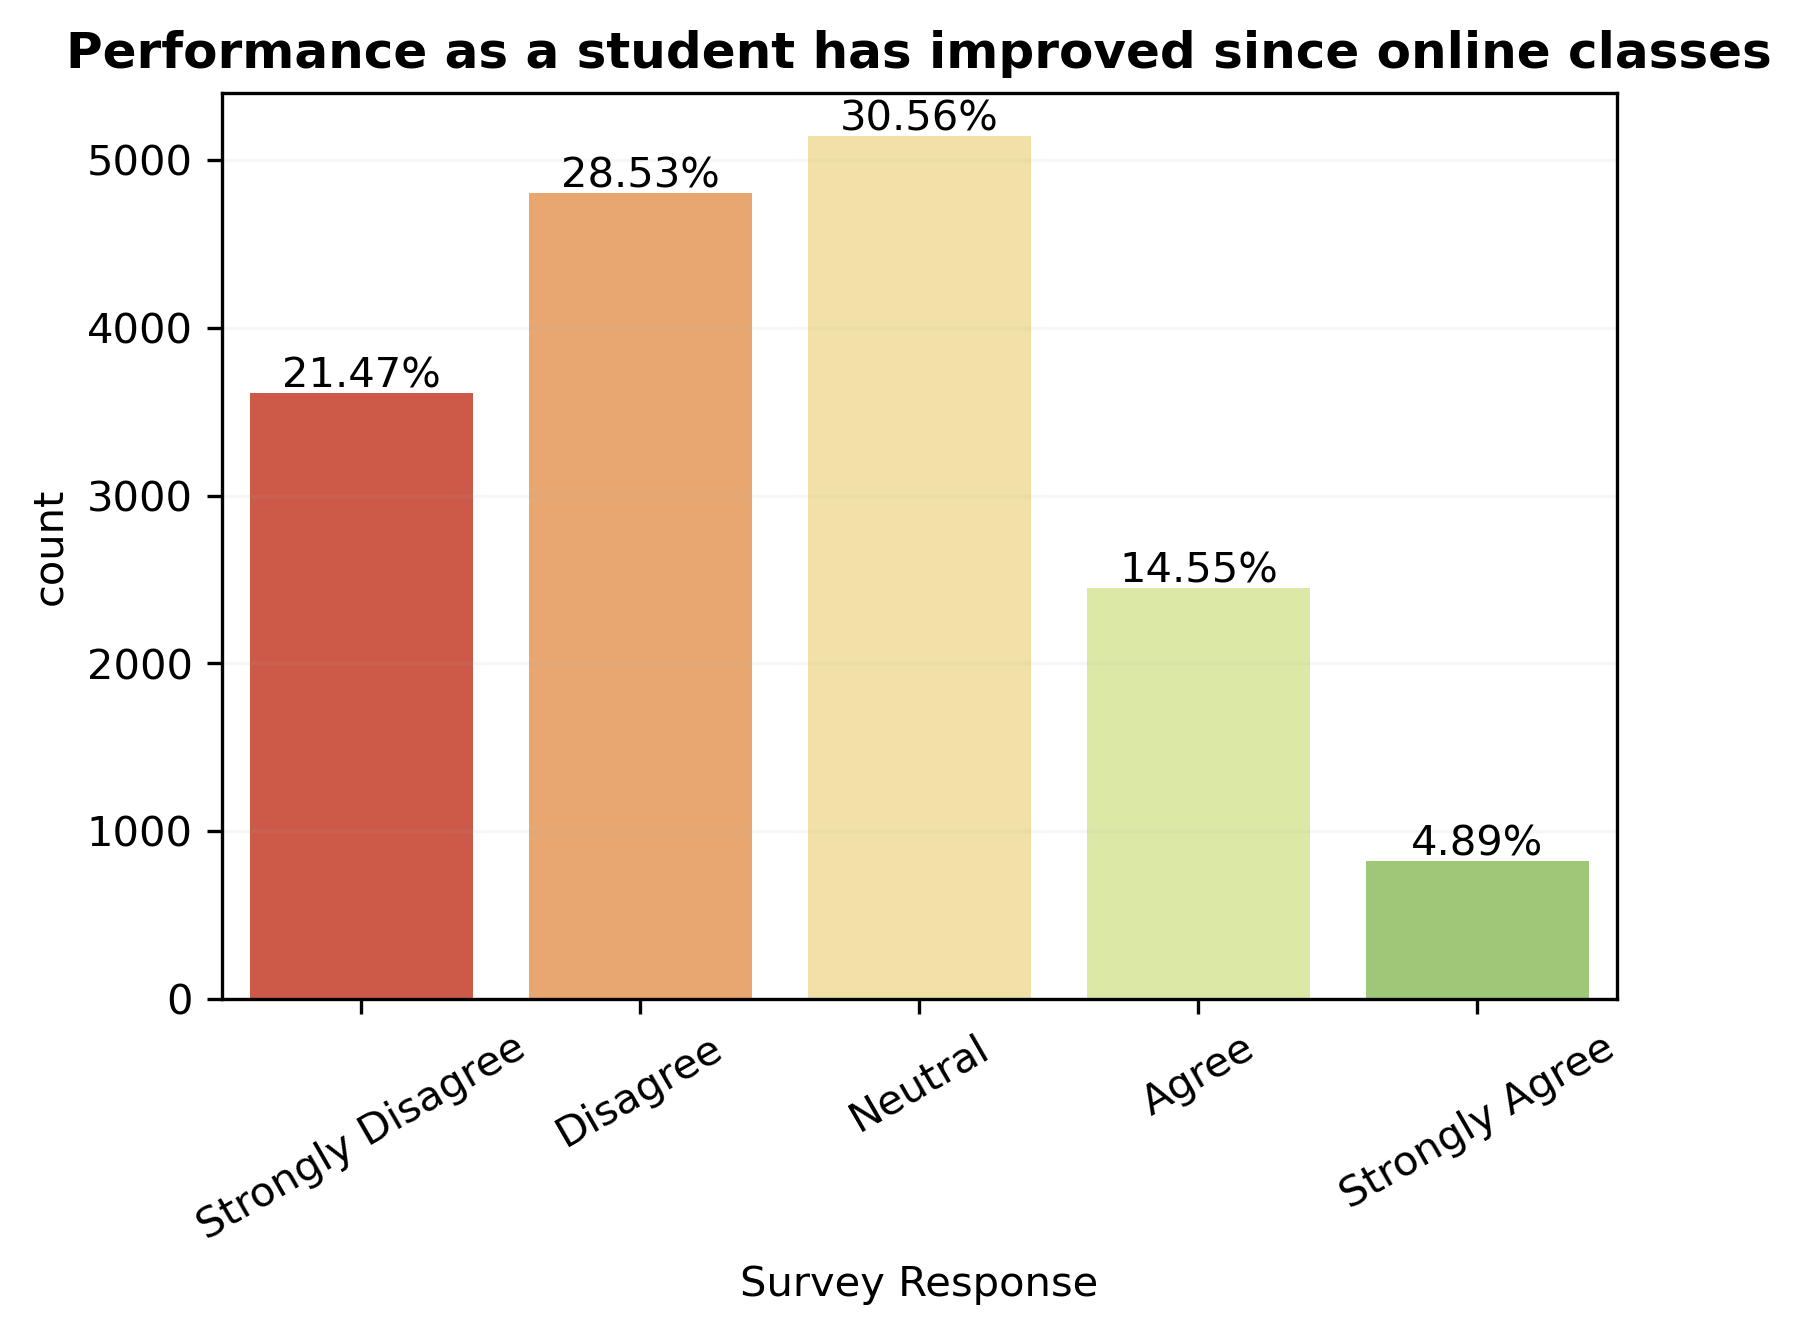 Performance as a student has improved since online classes
30.56%
5000
28.53%
4000
21.47%
3000
count
14.55%
2000
1000
4.89%
0
Strongly Disagree
Disagree
Neutral
Agree
Strongly Agree
Survey Response